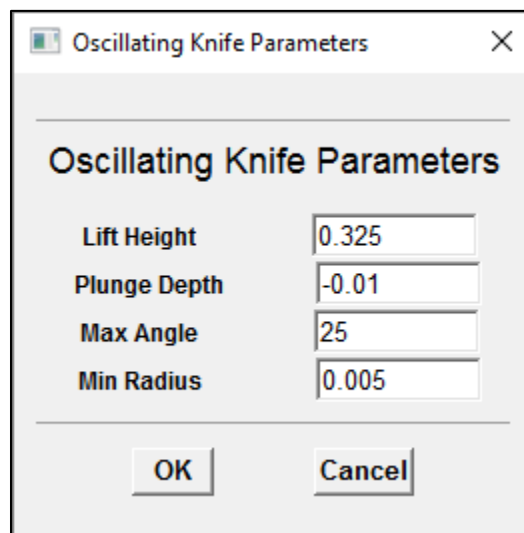 Oscillating Knife Parameters
Oscillating Knife Parameters
Lift Height 0.325
Plunge Depth -0.01
Max Angle 25
Min Radius 0.005
OK Cancel